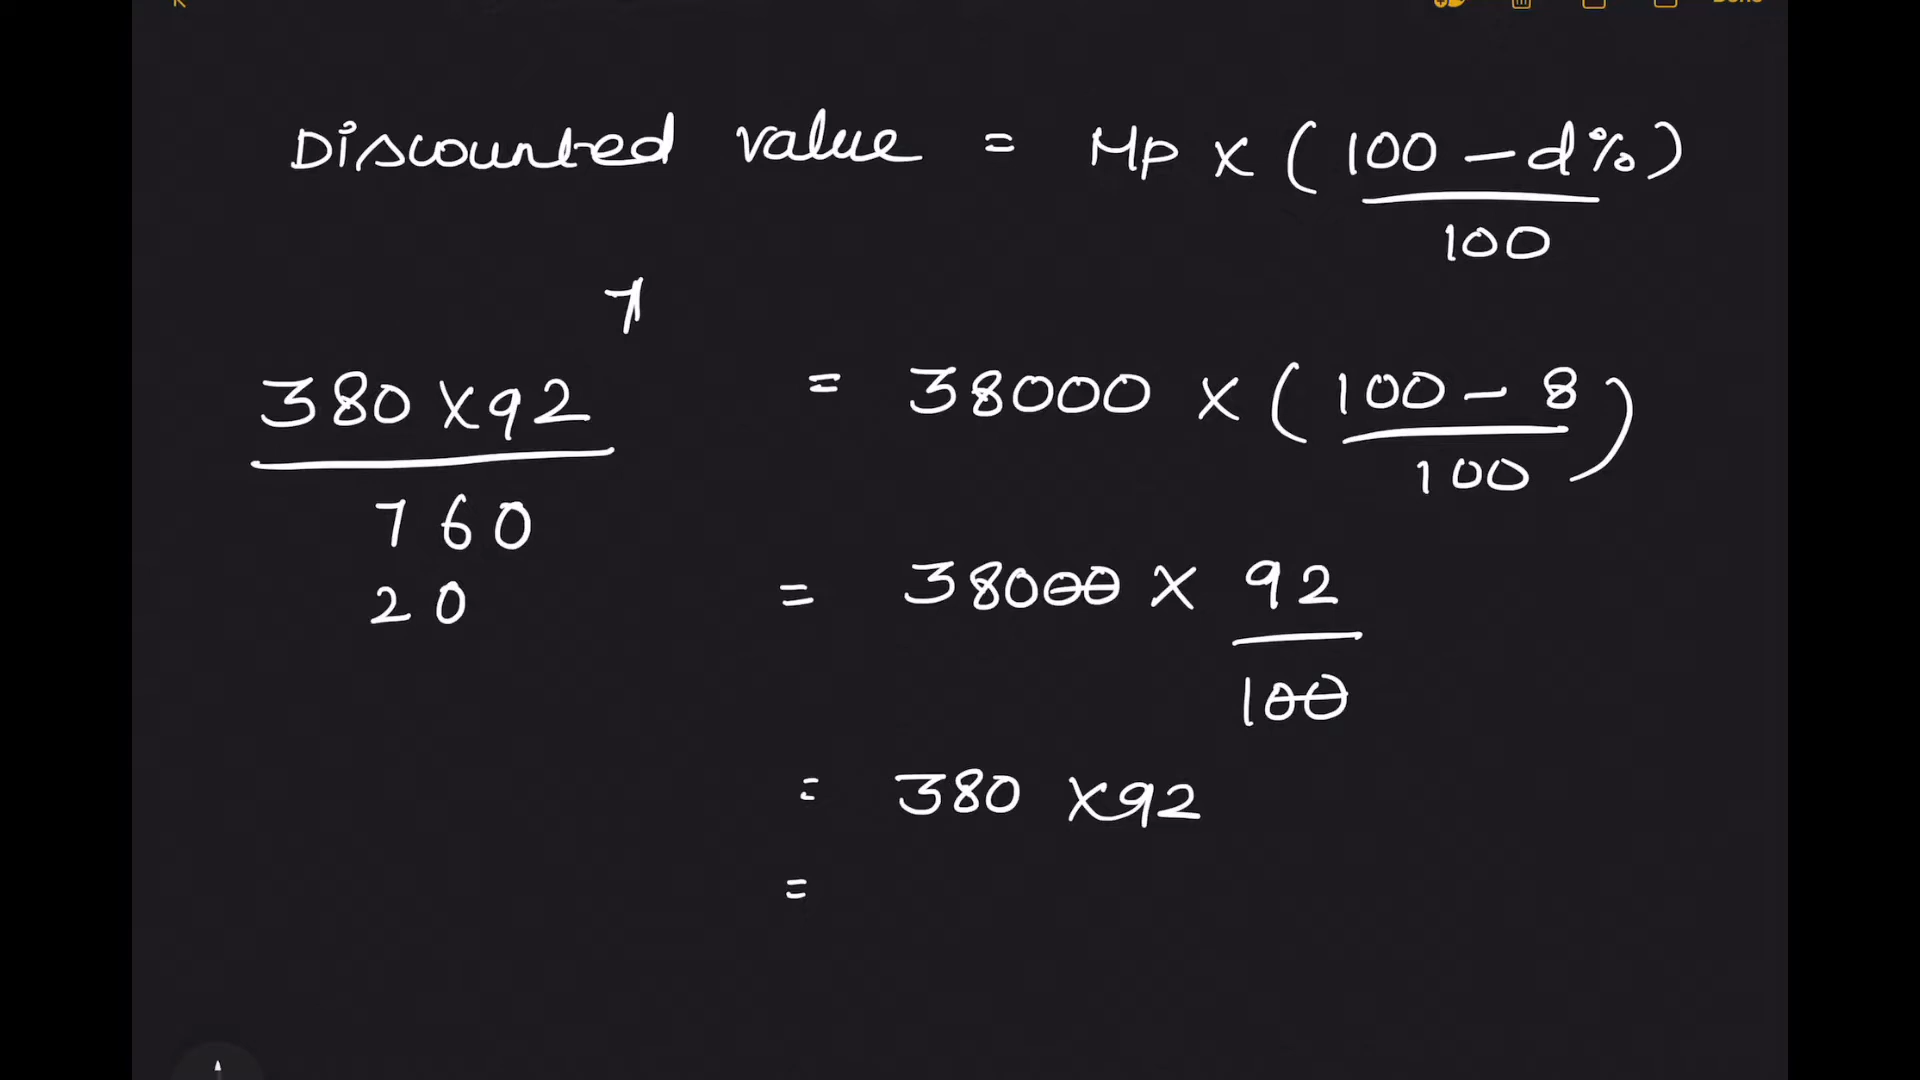 Discounted value = Mp x (100 - d%)
100
7
380 x 92
760
20
= 38000 x (100 - 8)
100
= 38000 x 92
100
= 380 x 92
=